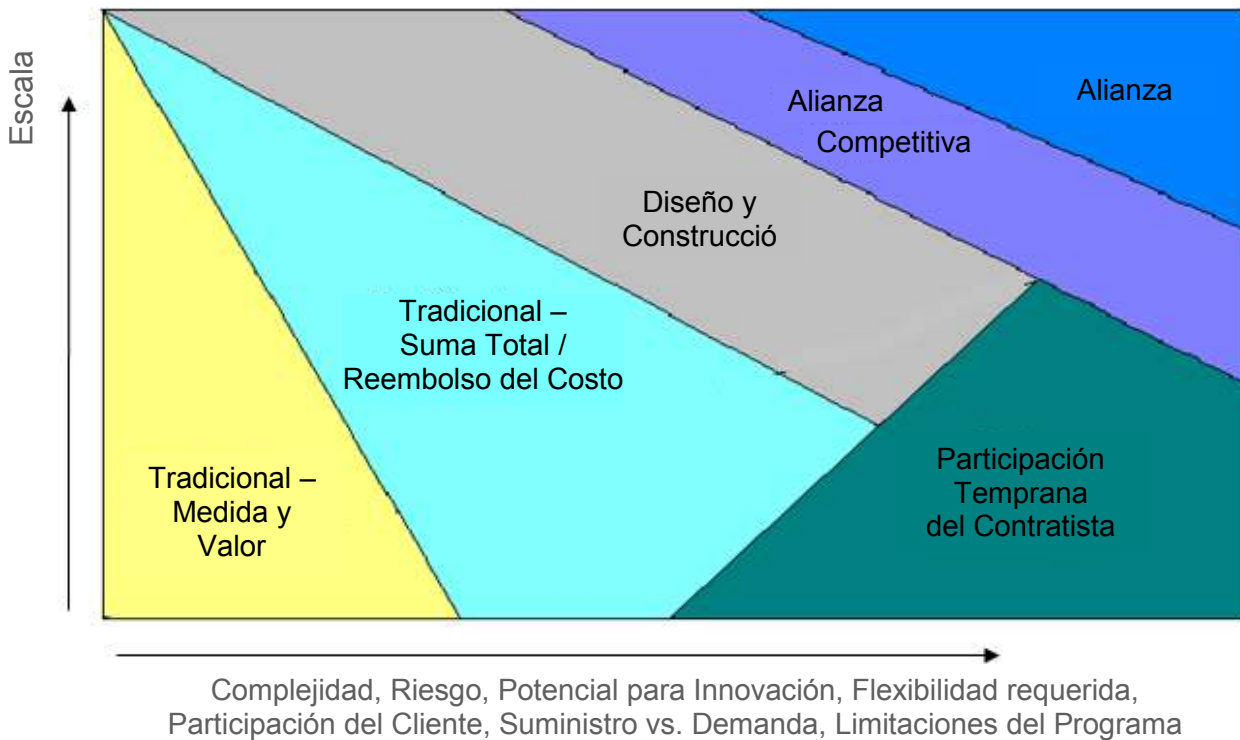 Escala
Alianza
Alianza
Competitiva
Diseño y
Construcció
Tradicional –
Suma Total /
Reembolso del Costo
Tradicional –
Medida y
Valor
Participación
Temprana
del Contratista
Complejidad, Riesgo, Potencial para Innovación, Flexibilidad requerida,
Participación del Cliente, Suministro vs. Demanda, Limitaciones del Programa